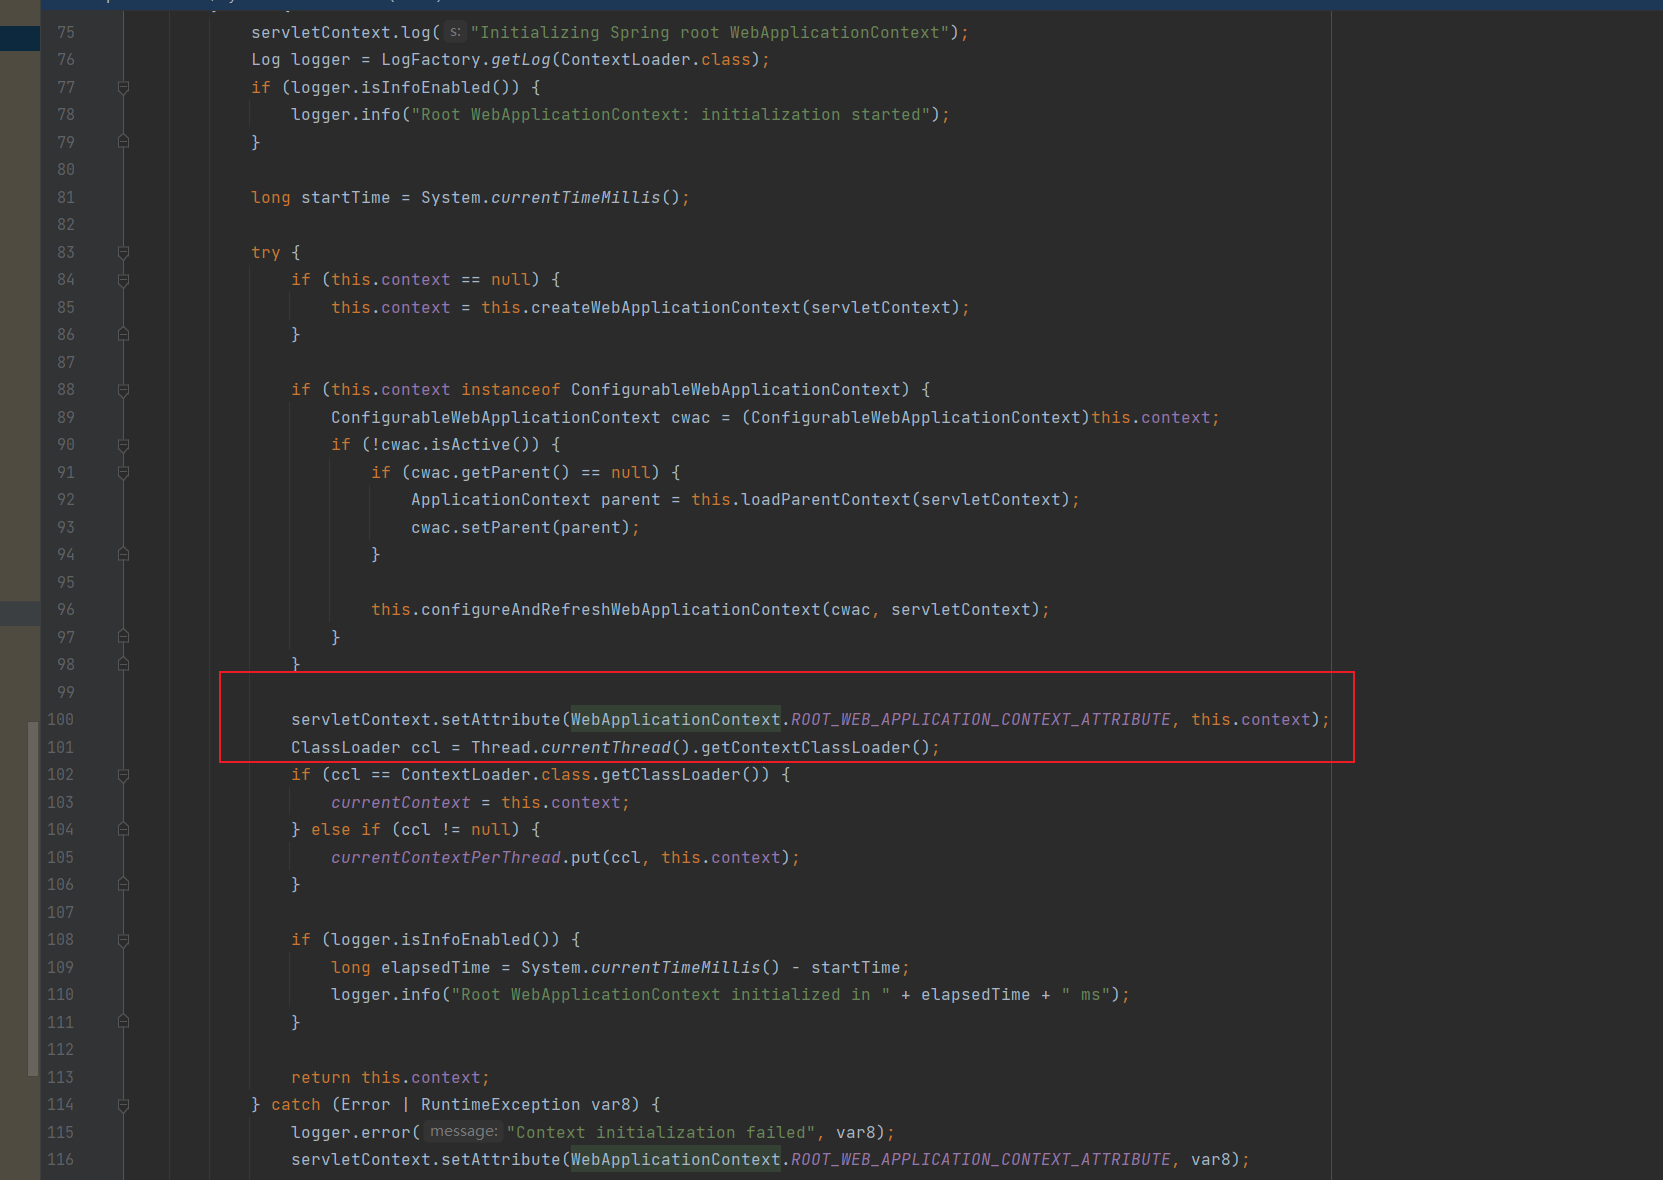 75 servletContext.log( s: "Initializing Spring root WebApplicationContext");
76 Log logger = LogFactory.getLog(ContextLoader.class);
77 if (logger.isInfoEnabled()) {
78 logger.info("Root WebApplicationContext: initialization started");
79 }
80
81 long startTime = System.currentTimeMillis();
82
83 try {
84 if (this.context == null) {
85 this.context = this.createWebApplicationContext(servletContext);
86 }
87
88 if (this.context instanceof ConfigurableWebApplicationContext) {
89 ConfigurableWebApplicationContext cwac = (ConfigurableWebApplicationContext)this.context;
90 if (!cwac.isActive()) {
91 if (cwac.getParent() == null) {
92 ApplicationContext parent = this.loadParentContext(servletContext);
93 cwac.setParent(parent);
94 }
95
96 this.configureAndRefreshWebApplicationContext(cwac, servletContext);
97 }
98 }
99
100 servletContext.setAttribute(WebApplicationContext.ROOT_WEB_APPLICATION_CONTEXT_ATTRIBUTE, this.context);
101 ClassLoader ccl = Thread.currentThread().getContextClassLoader();
102 if (ccl == ContextLoader.class.getClassLoader()) {
103 currentContext = this.context;
104 } else if (ccl != null) {
105 currentContextPerThread.put(ccl, this.context);
106 }
107
108 if (logger.isInfoEnabled()) {
109 long elapsedTime = System.currentTimeMillis() - startTime;
110 logger.info("Root WebApplicationContext initialized in " + elapsedTime + " ms");
111 }
112
113 return this.context;
114 } catch (Error | RuntimeException var8) {
115 logger.error( message: "Context initialization failed", var8);
116 servletContext.setAttribute(WebApplicationContext.ROOT_WEB_APPLICATION_CONTEXT_ATTRIBUTE, var8);